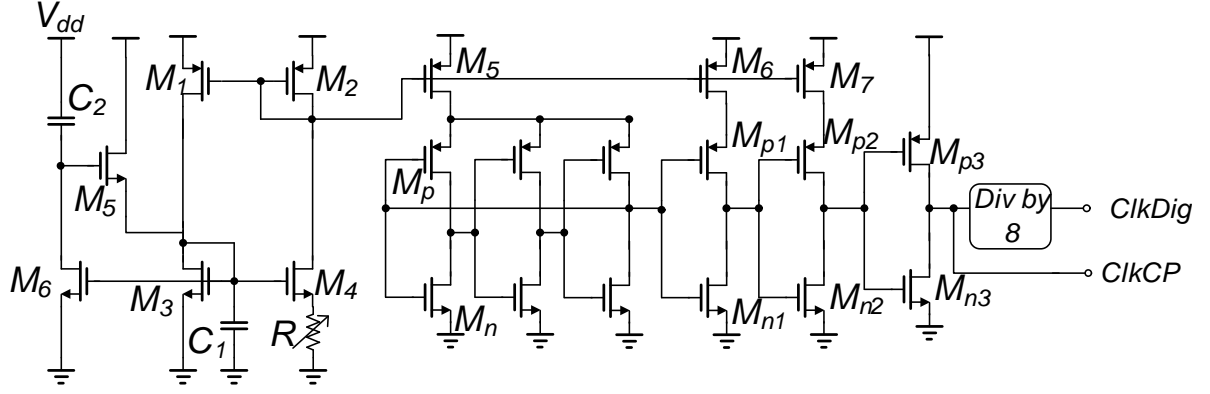 Vdd
M1
M2
M5
M6
M7
C2
M5
Mp
Mp1
Mp2
Mp3
Div by
8
ClkDig
ClkCP
M6
M3
M4
C1
R
Mn
Mn1
Mn2
Mn3